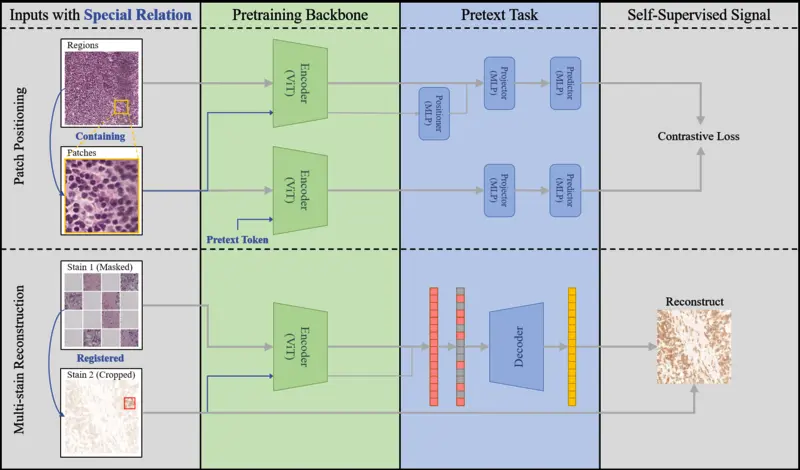 Inputs with Special Relation
Pretraining Backbone
Pretext Task
Self-Supervised Signal
Patch Positioning
Regions
Containing
Patches
Encoder
(ViT)
Encoder
(ViT)
Pretext Token
Positioner
(MLP)
Projector
(MLP)
Predictor
(MLP)
Projector
(MLP)
Predictor
(MLP)
Contrastive Loss
Multi-stain Reconstruction
Stain 1 (Masked)
Registered
Stain 2 (Cropped)
Encoder
(ViT)
Decoder
Reconstruct